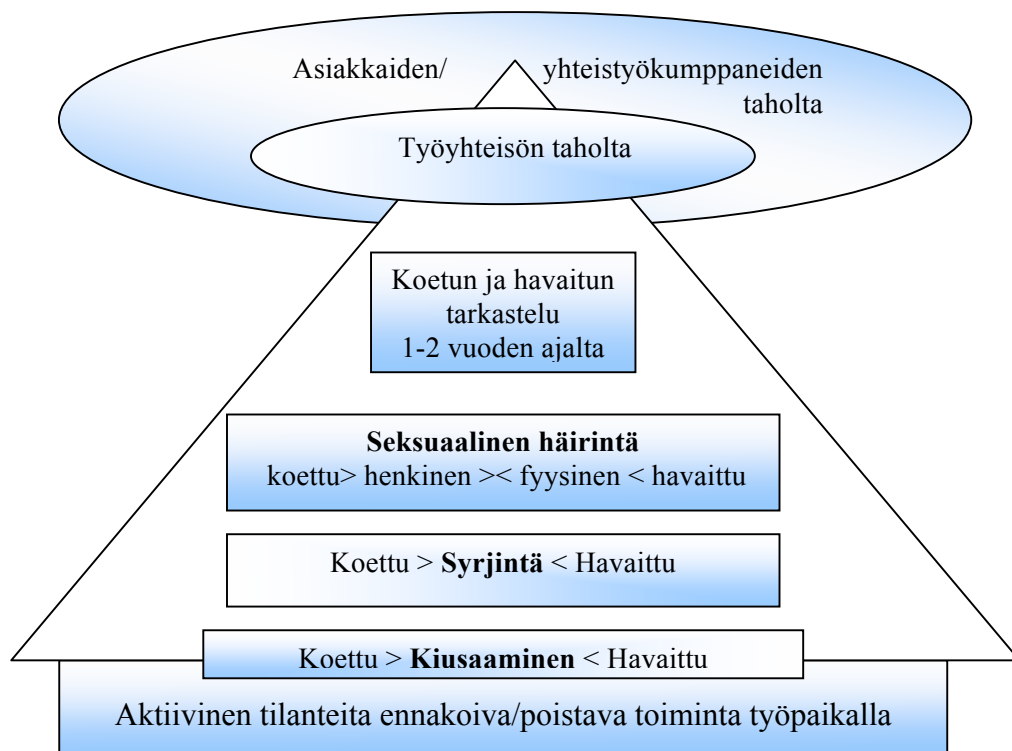 Asiakkaiden/ yhteistyökumppaneiden
taholta
Työyhteisön taholta
Koetun ja havaitun
tarkastelu
1-2 vuoden ajalta
Seksuaalinen häirintä
koettu> henkinen >< fyysinen < havaittu
Koettu > Syrjintä < Havaittu
Koettu > Kiusaaminen < Havaittu
Aktiivinen tilanteita ennakoiva/poistava toiminta työpaikalla